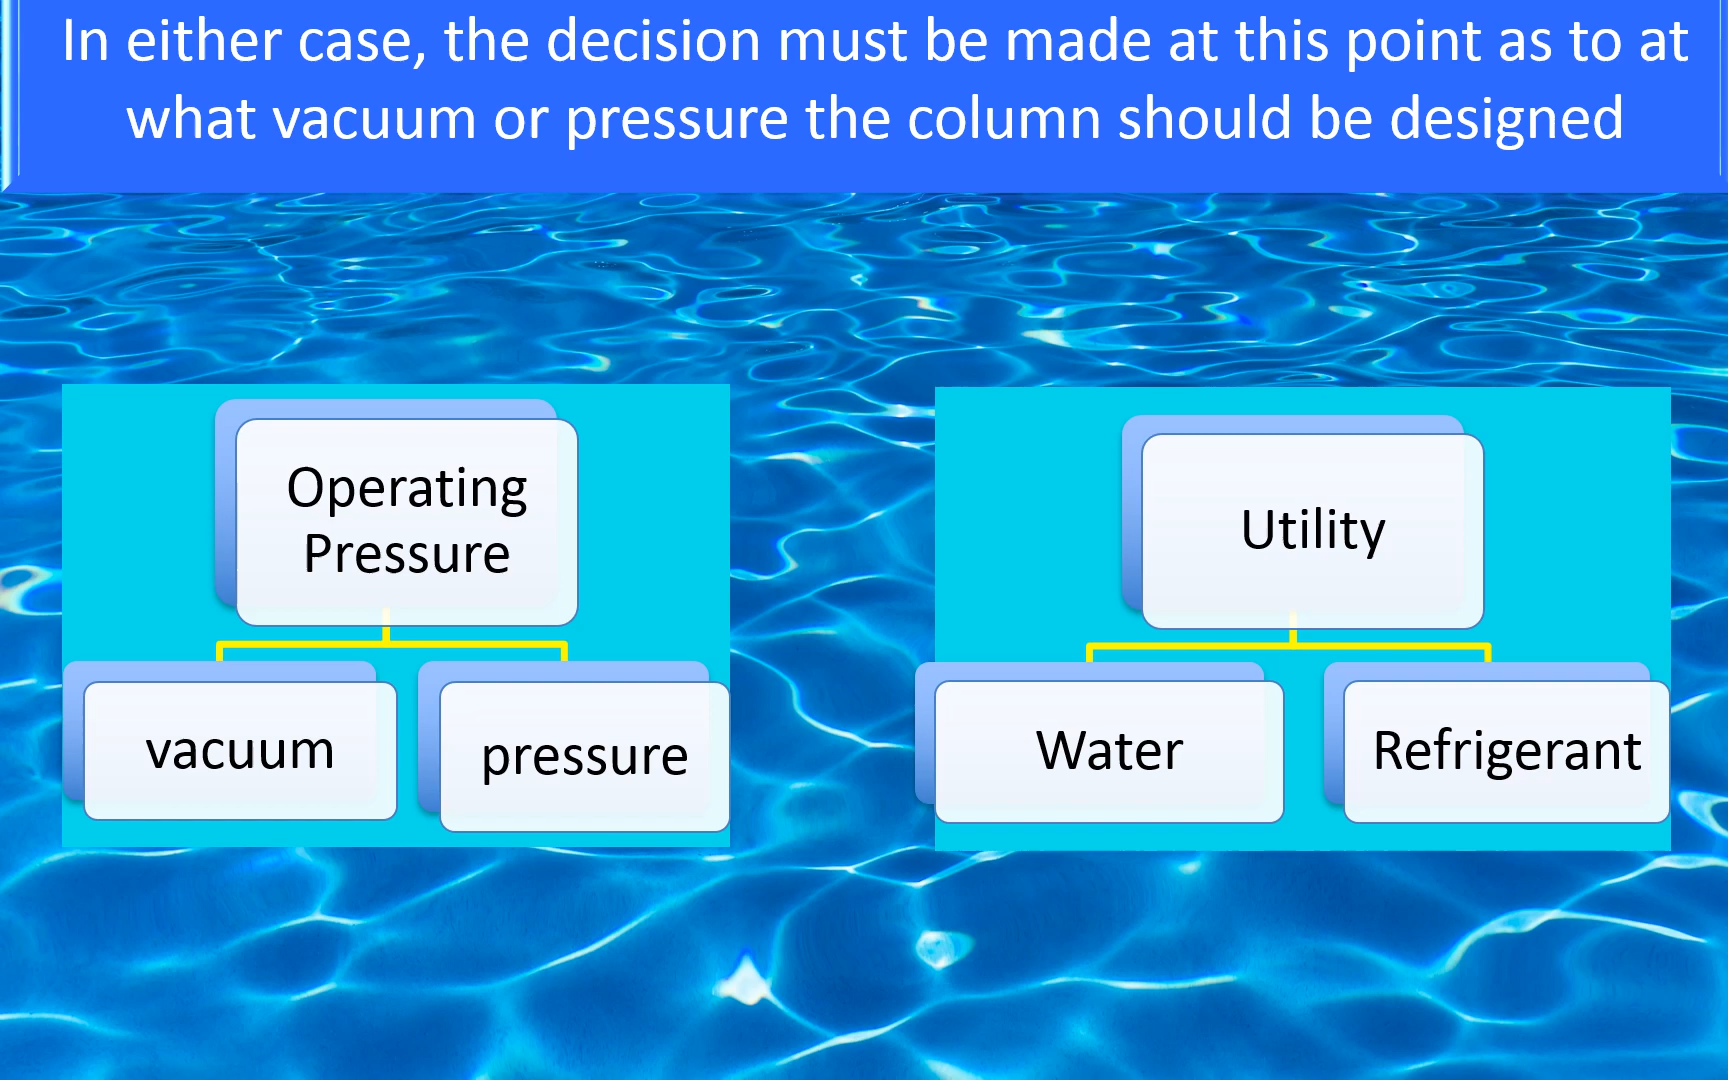 In either case, the decision must be made at this point as to at
what vacuum or pressure the column should be designed
Operating
Pressure
vacuum
pressure
Utility
Water
Refrigerant